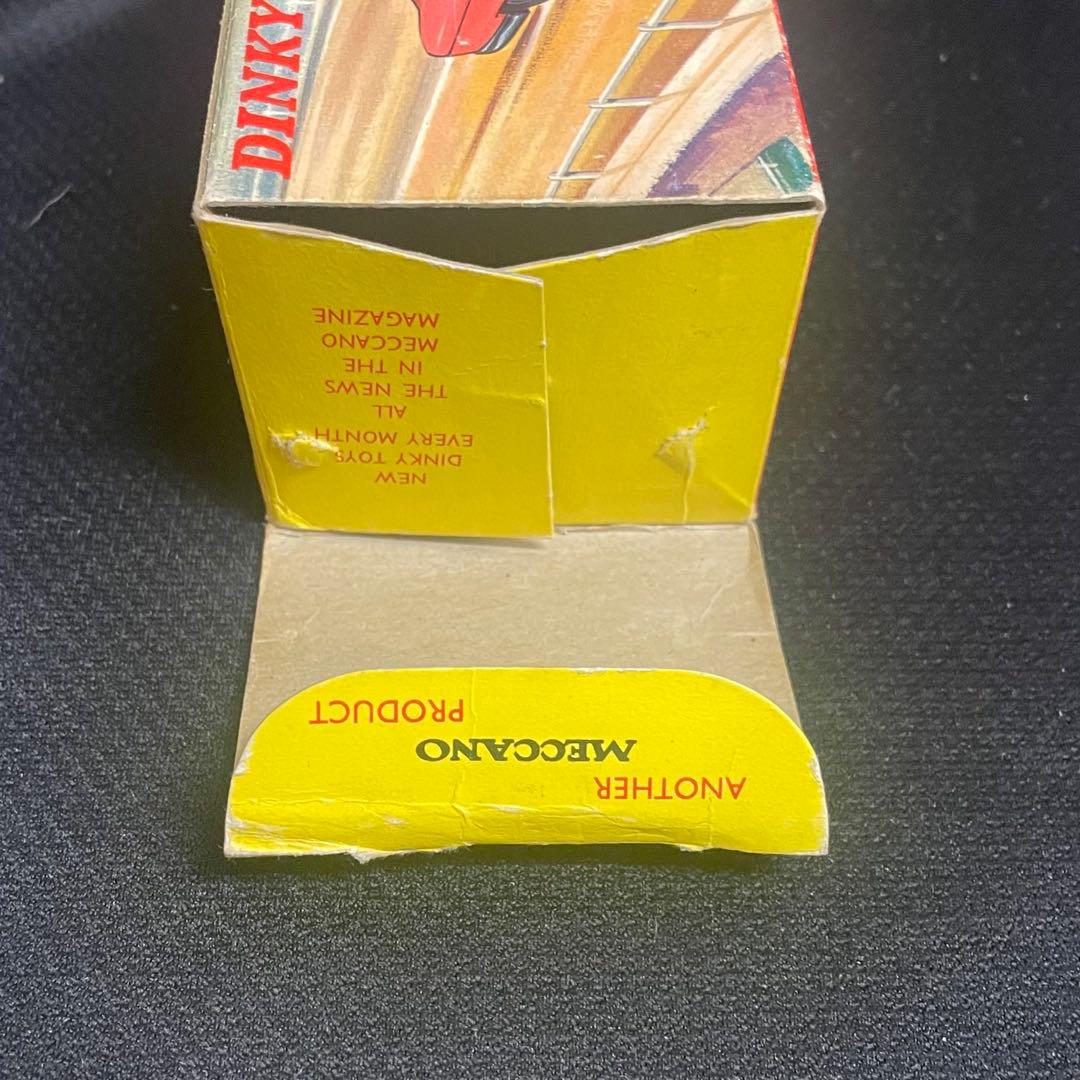 DINKY
NEW
DINKY TOYS
EVERY MONTH
ALL
THE NEWS
IN THE
MECCANO
MAGAZINE
ANOTHER
MECCANO
PRODUCT